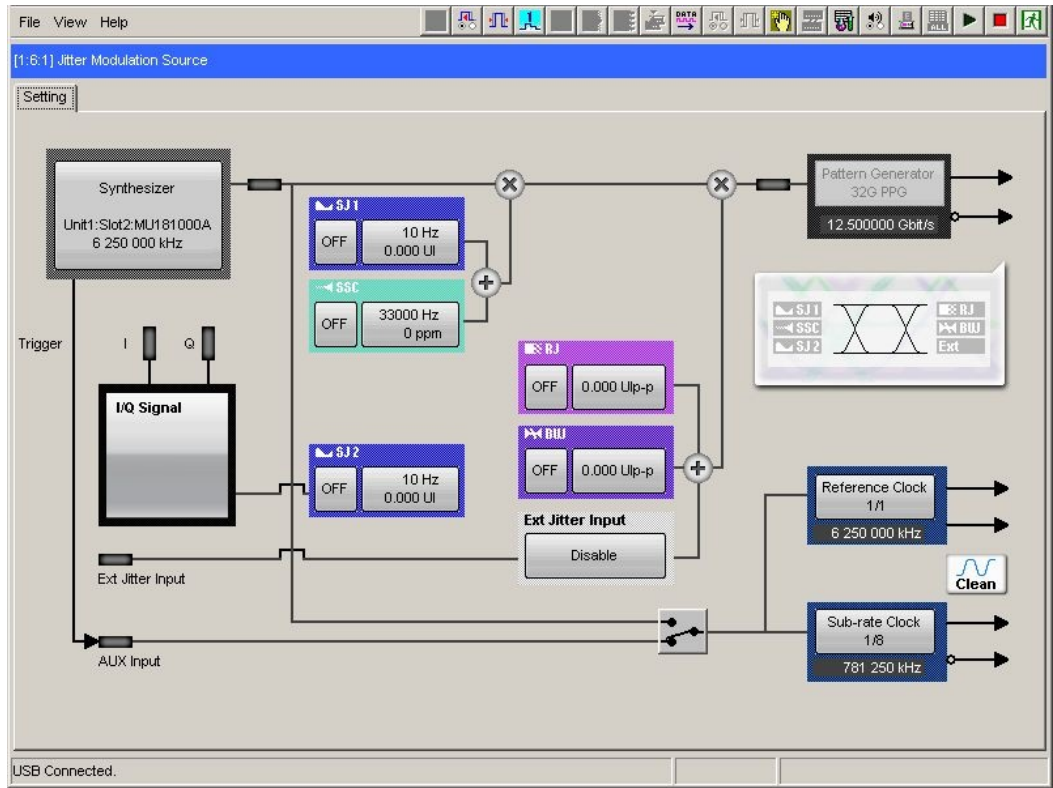 File View Help
1
DATA
ALL
[1:6:1] Jitter Modulation Source
Setting
Synthesizer
Unit1:Slot2:MU181000A
6 250 000 kHz
Pattern Generator
32G PPG
12.500000 Gbit/s
SJ1
OFF
10 Hz
0.000 UI
SSC
OFF
33000 Hz
0 ppm
SJ1
SSC
SJ2
RJ
BUJ
Ext
Trigger
I
Q
I/Q Signal
RJ
OFF
0.000 UIp-p
BUJ
OFF
0.000 UIp-p
SJ2
OFF
10 Hz
0.000 UI
Ext Jitter Input
Disable
Ext Jitter Input
Reference Clock
1/1
6 250 000 kHz
Clean
Sub-rate Clock
1/8
781 250 kHz
AUX Input
USB Connected.